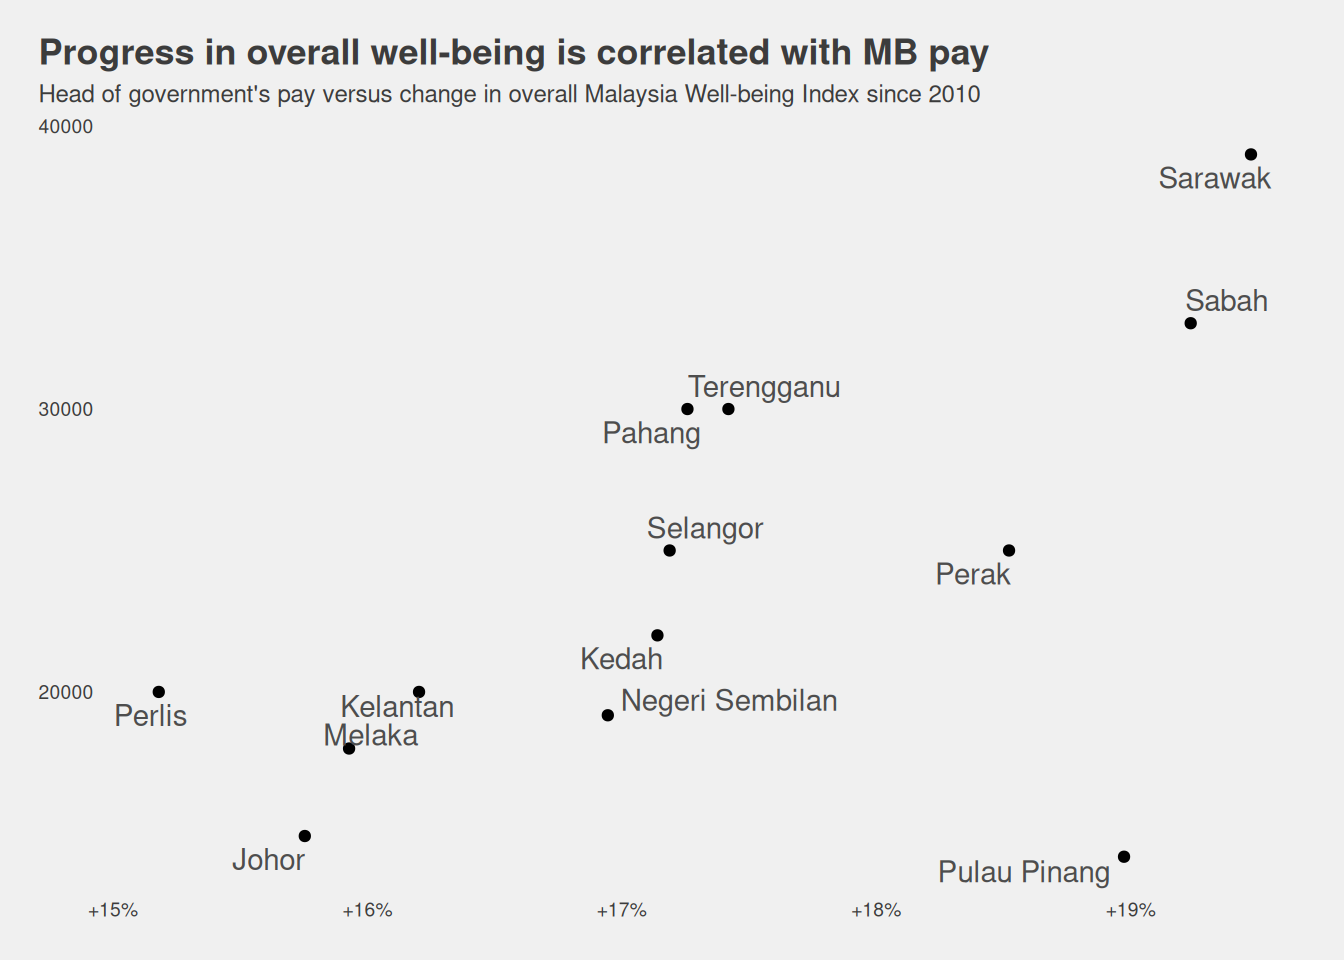 Progress in overall well-being is correlated with MB pay
Head of government's pay versus change in overall Malaysia Well-being Index since 2010
40000
Sarawak
Sabah
Terengganu
30000
Pahang
Selangor
Perak
Kedah
20000
Negeri Sembilan
Kelantan
Perlis
Melaka
Johor
Pulau Pinang
+15%
+16%
+17%
+18%
+19%